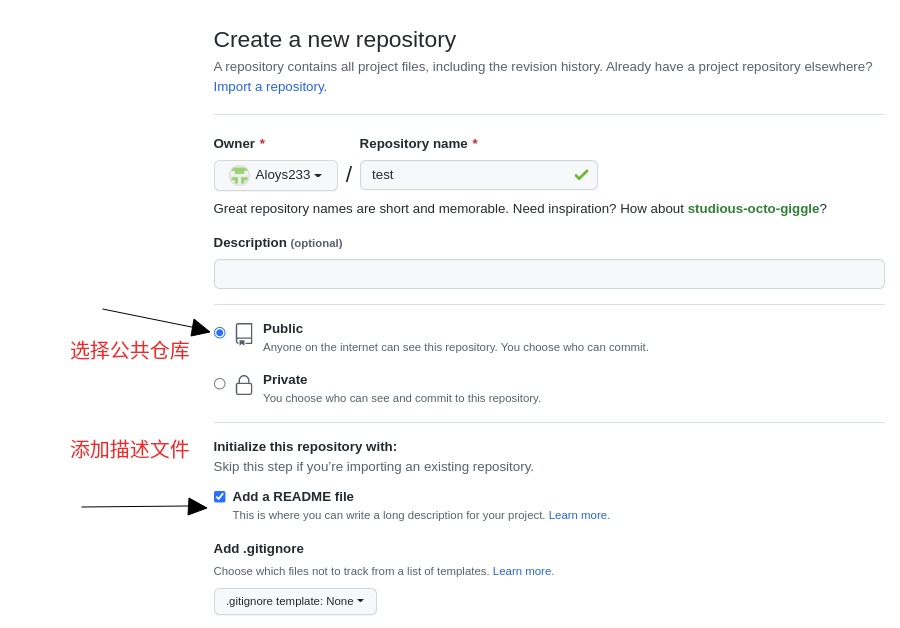 Create a new repository
A repository contains all project files, including the revision history. Already have a project repository elsewhere?
Import a repository.
Owner * Repository name *
Aloys233 / test
Great repository names are short and memorable. Need inspiration? How about studious-octo-giggle?
Description (optional)
Public
Anyone on the internet can see this repository. You choose who can commit.
选择公共仓库
Private
You choose who can see and commit to this repository.
Initialize this repository with:
添加描述文件
Skip this step if you’re importing an existing repository.
Add a README file
This is where you can write a long description for your project. Learn more.
Add .gitignore
Choose which files not to track from a list of templates. Learn more.
.gitignore template: None